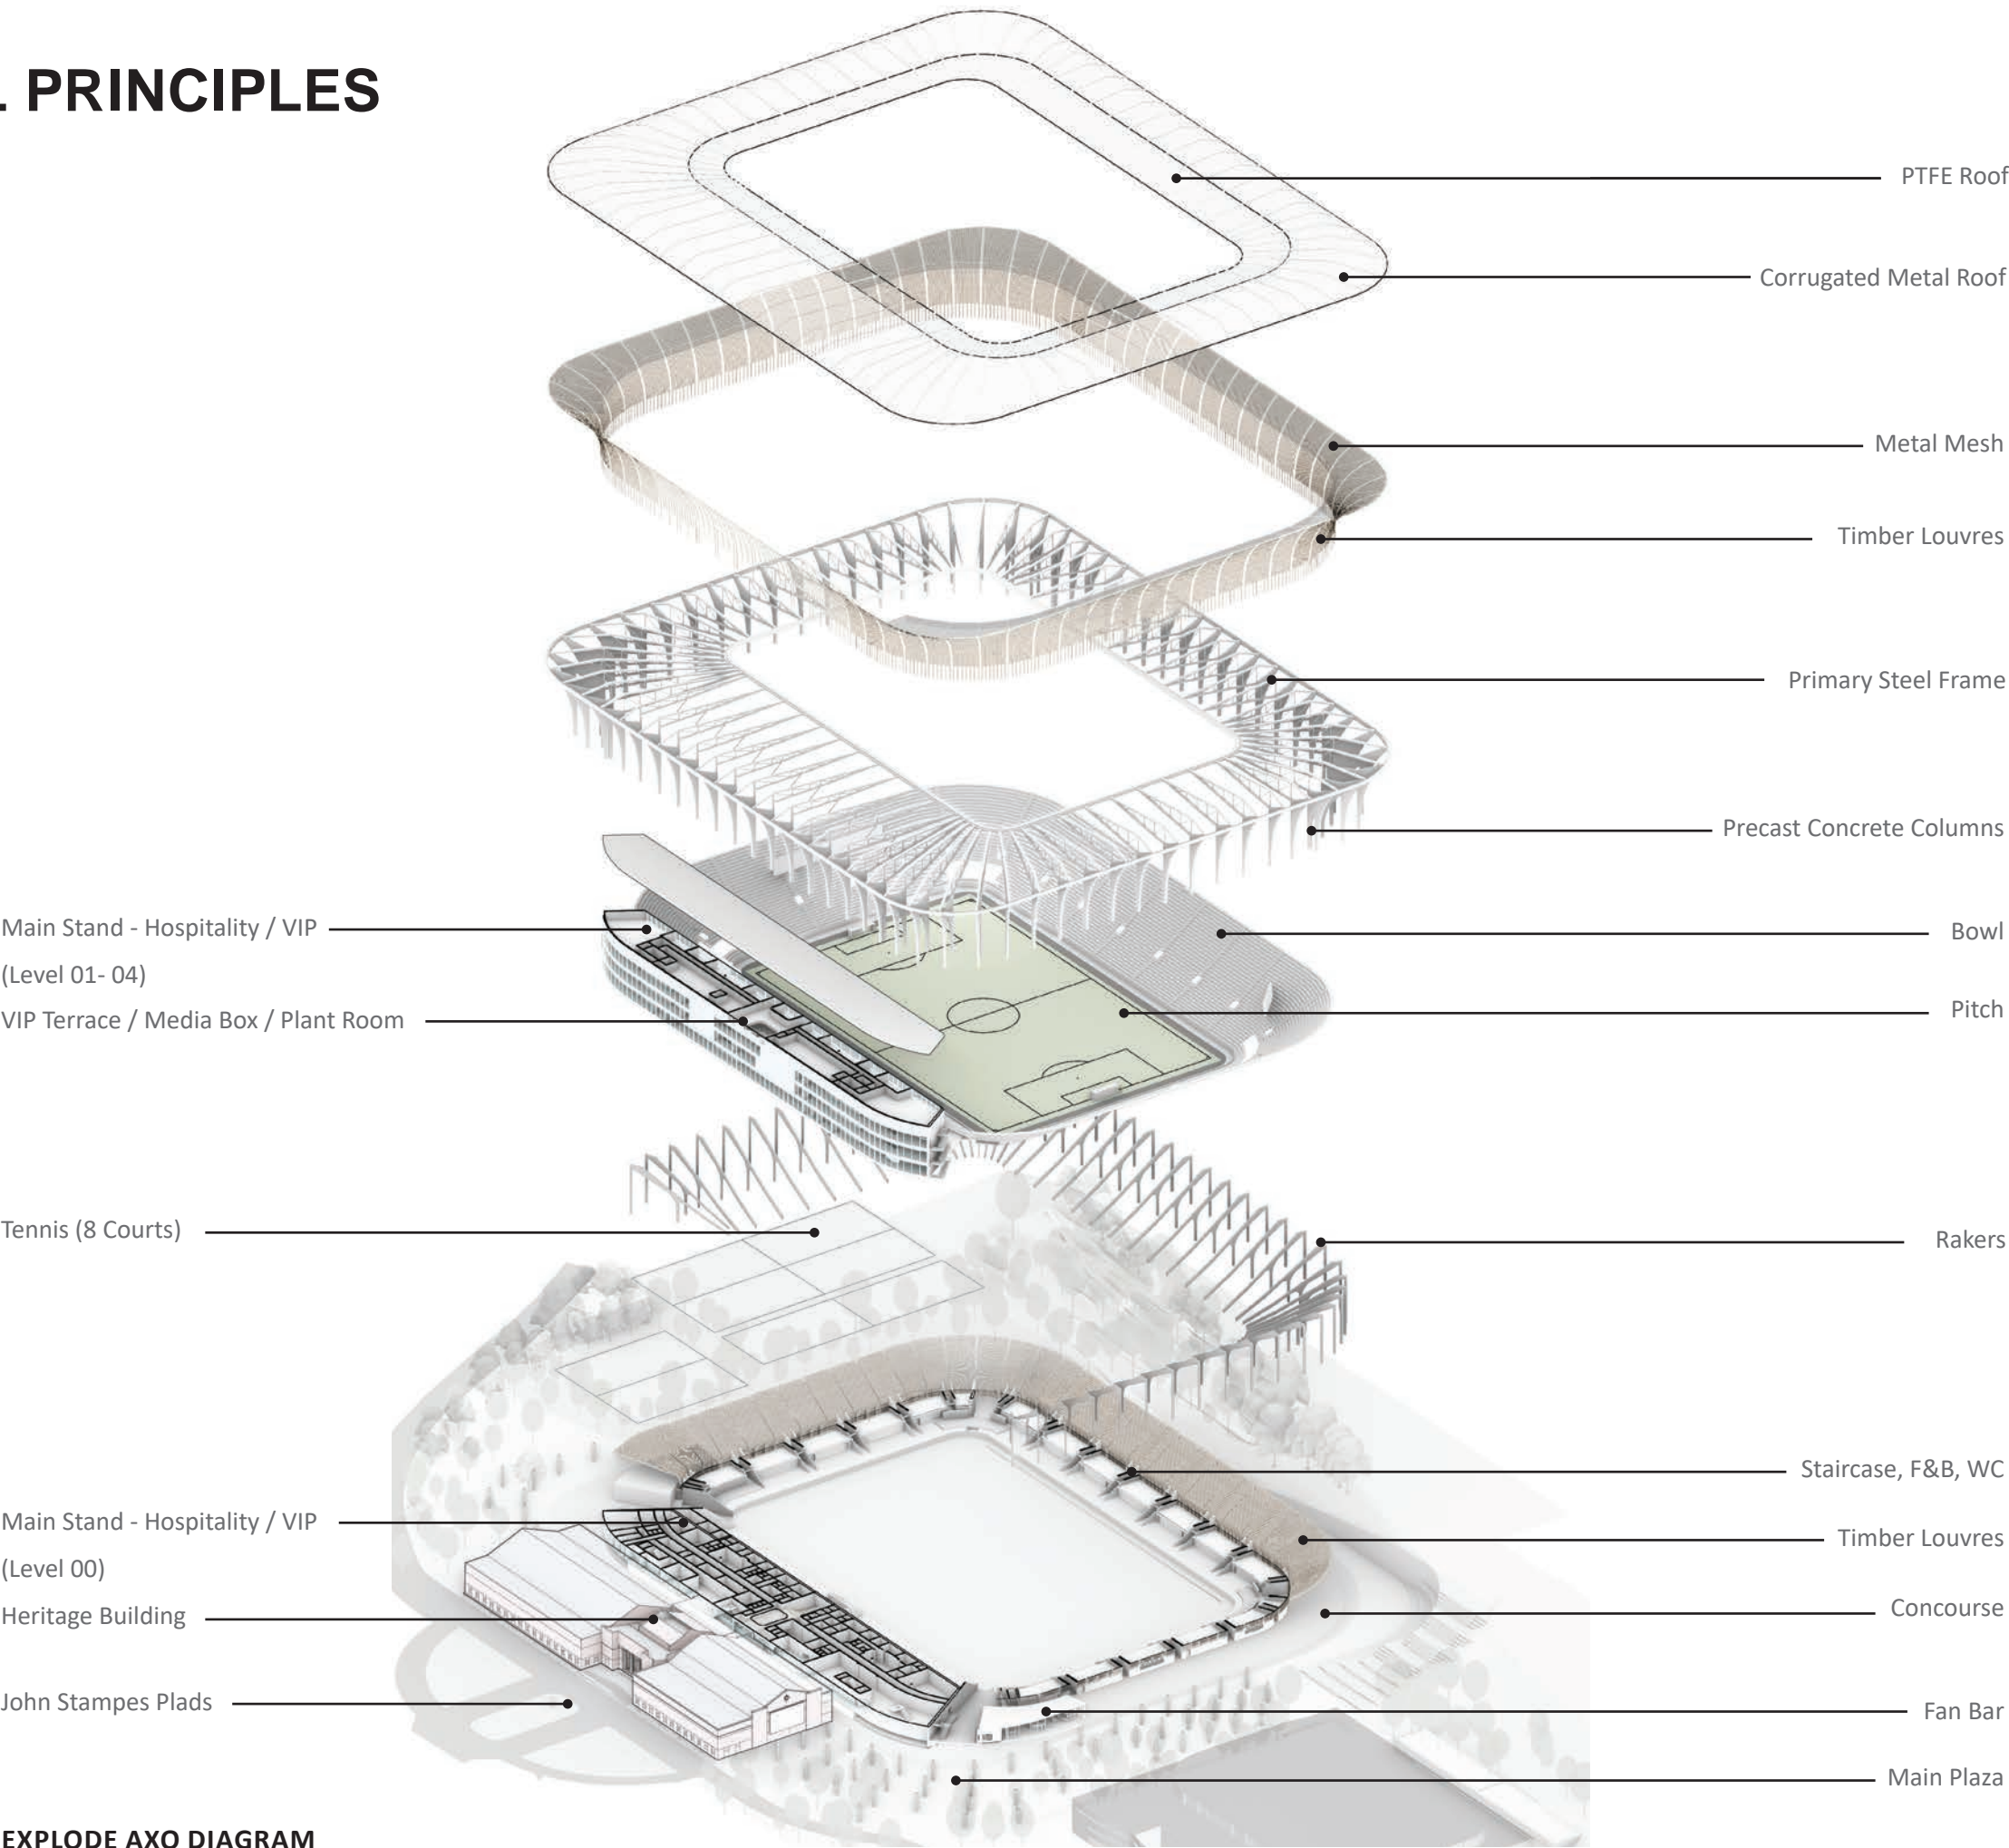 L PRINCIPLES
PTFE Roof
Corrugated Metal Roof
Metal Mesh
Timber Louvres
Primary Steel Frame
Precast Concrete Columns
Bowl
Pitch
Rakers
Staircase, F&B, WC
Timber Louvres
Concourse
Fan Bar
Main Plaza
Main Stand - Hospitality / VIP
(Level 01- 04)
VIP Terrace / Media Box / Plant Room
Tennis (8 Courts)
Main Stand - Hospitality / VIP
(Level 00)
Heritage Building
John Stampes Plads
EXPLODE AXO DIAGRAM